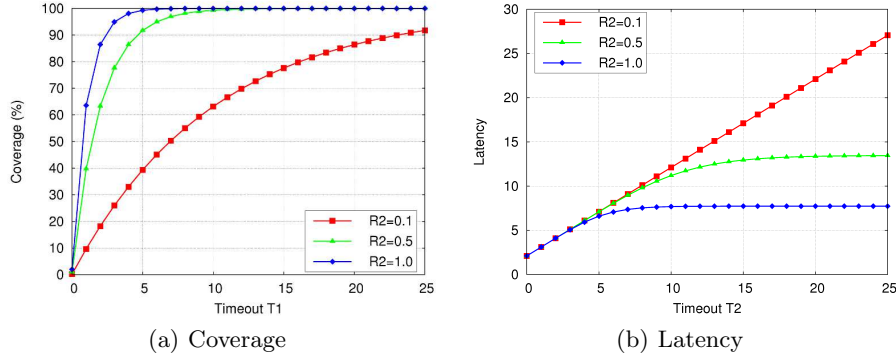 100
90
80
70
60
50
40
30
20
10
0
Coverage (%)
0 5 10 15 20 25
Timeout T1
R2=0.1
R2=0.5
R2=1.0
(a) Coverage
30
25
20
15
10
5
0
Latency
0 5 10 15 20 25
Timeout T2
R2=0.1
R2=0.5
R2=1.0
(b) Latency